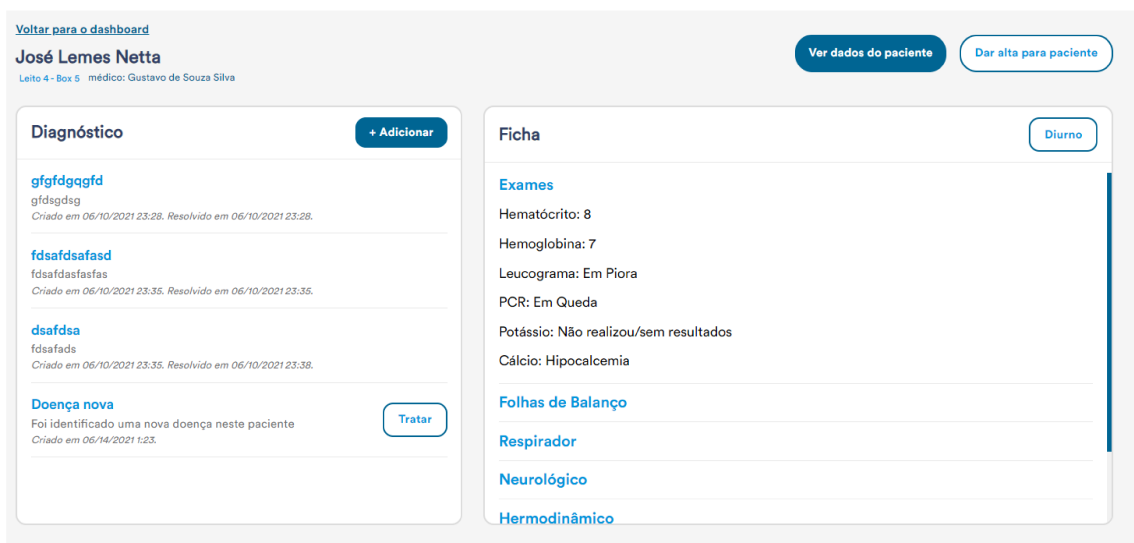 Voltar para o dashboard
José Lemes Netta
Leito 4 - Box 5 médico: Gustavo de Souza Silva
Ver dados do paciente
Dar alta para paciente
Diagnóstico
+ Adicionar
gfgfdgqgfd
gfdsgdsg
Criado em 06/10/2021 23:28. Resolvido em 06/10/2021 23:28.
fdsafdsafasd
fdsafdasfasfas
Criado em 06/10/2021 23:35. Resolvido em 06/10/2021 23:35.
dsafdsa
fdsafads
Criado em 06/10/2021 23:35. Resolvido em 06/10/2021 23:38.
Doença nova
Foi identificado uma nova doença neste paciente
Criado em 06/14/2021 1:23.
Tratar
Ficha
Diurno
Exames
Hematócrito: 8
Hemoglobina: 7
Leucograma: Em Piora
PCR: Em Queda
Potássio: Não realizou/sem resultados
Cálcio: Hipocalcemia
Folhas de Balanço
Respirador
Neurológico
Hermodinâmico